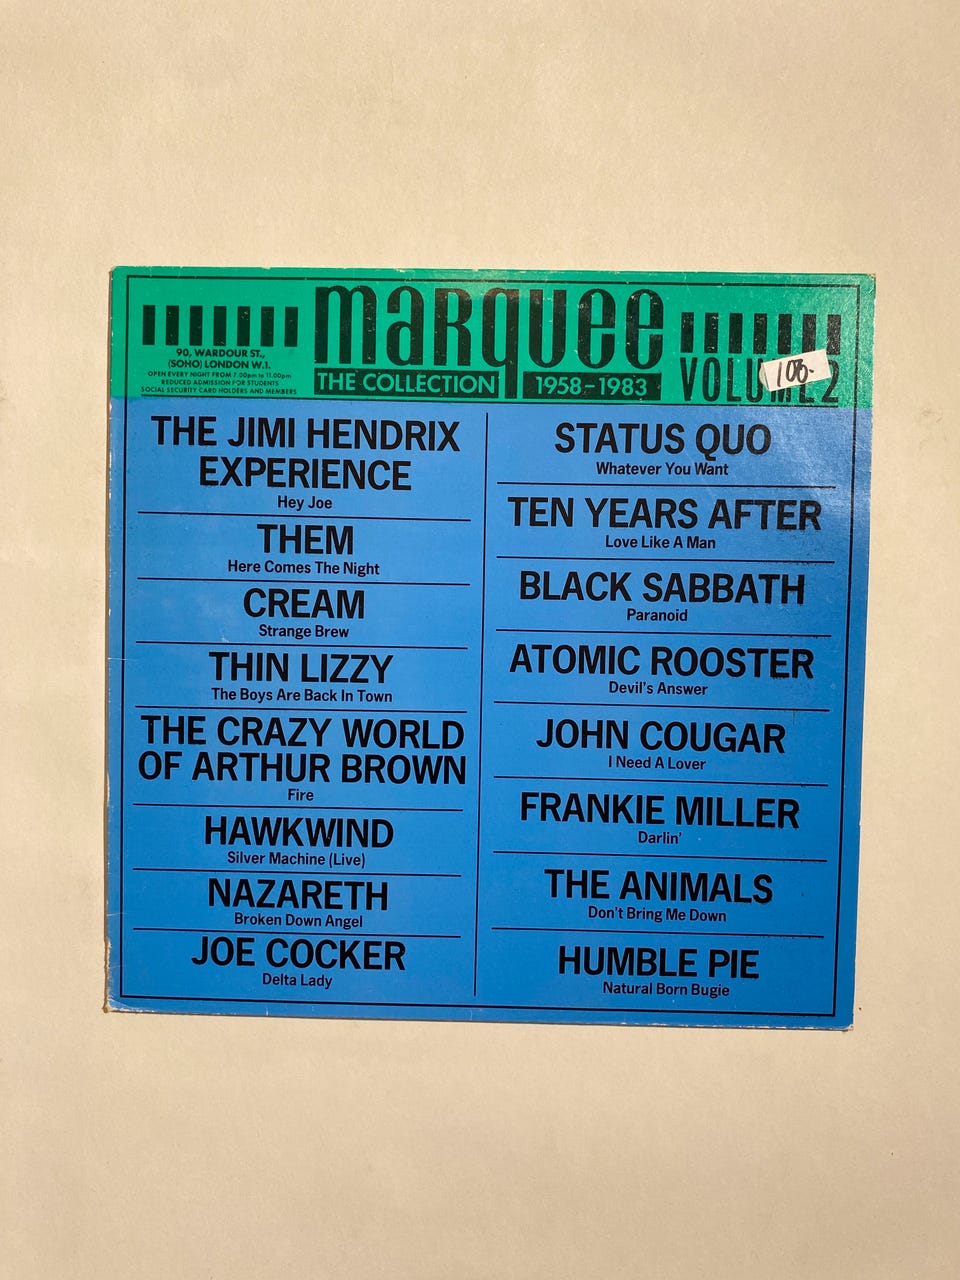 marquee
THE COLLECTION 1958-1983
90, WARDOUR ST.,
(SOHO) LONDON W.1.
OPEN EVERY NIGHT FROM 7.00pm to 11.00pm
REDUCED ADMISSION FOR STUDENTS
SOCIAL SECURITY CARD HOLDERS AND MEMBERS
VOLUME 2
100.-
THE JIMI HENDRIX
EXPERIENCE
Hey Joe
THEM
Here Comes The Night
CREAM
Strange Brew
THIN LIZZY
The Boys Are Back In Town
THE CRAZY WORLD
OF ARTHUR BROWN
Fire
HAWKWIND
Silver Machine (Live)
NAZARETH
Broken Down Angel
JOE COCKER
Delta Lady
STATUS QUO
Whatever You Want
TEN YEARS AFTER
Love Like A Man
BLACK SABBATH
Paranoid
ATOMIC ROOSTER
Devil's Answer
JOHN COUGAR
I Need A Lover
FRANKIE MILLER
Darlin'
THE ANIMALS
Don't Bring Me Down
HUMBLE PIE
Natural Born Bugie